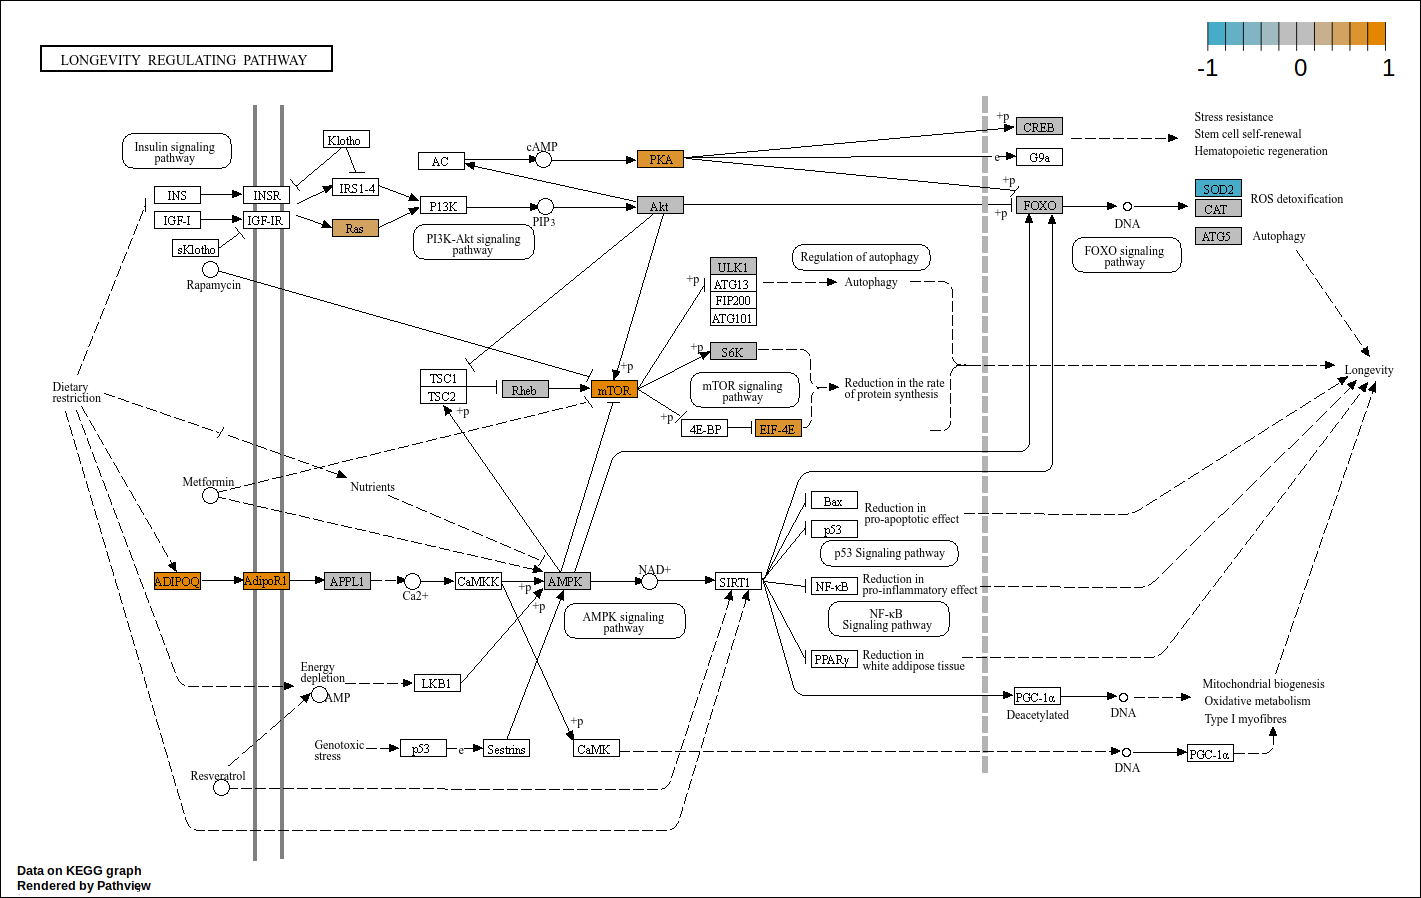 LONGEVITY REGULATING PATHWAY
-1 0 1
Insulin signaling
pathway
Klotho
INS
INSR
IRS1-4
IGF-I
IGF-IR
Ras
sKlotho
Rapamycin
AC
cAMP
PKA
P13K
PIP3
Akt
PI3K-Akt signaling
pathway
+p
CREB
e
G9a
+p
+p
FOXO
DNA
FOXO signaling
pathway
Stress resistance
Stem cell self-renewal
Hematopoietic regeneration
SOD2
CAT
ROS detoxification
ATG5
Autophagy
Regulation of autophagy
+p
ULK1
ATG13
FIP200
ATG101
Autophagy
+p
S6K
mTOR signaling
pathway
Reduction in the rate
of protein synthesis
TSC1
TSC2
+p
Rheb
mTOR
+p
+p
4E-BP
EIF-4E
Longevity
Dietary
restriction
Metformin
Nutrients
ADIPOQ
AdipoR1
APPL1
Ca2+
CaMKK
+p
+p
AMPK
NAD+
SIRT1
AMPK signaling
pathway
Bax
Reduction in
pro-apoptotic effect
p53
p53 Signaling pathway
NF-κB
Reduction in
pro-inflammatory effect
NF-κB
Signaling pathway
PPARγ
Reduction in
white addipose tissue
Energy
depletion
AMP
LKB1
Genotoxic
stress
p53
e
Sestrins
+p
CaMK
Resveratrol
PGC-1α
Deacetylated
DNA
Mitochondrial biogenesis
Oxidative metabolism
Type I myofibres
DNA
PGC-1α
Data on KEGG graph
Rendered by Pathview